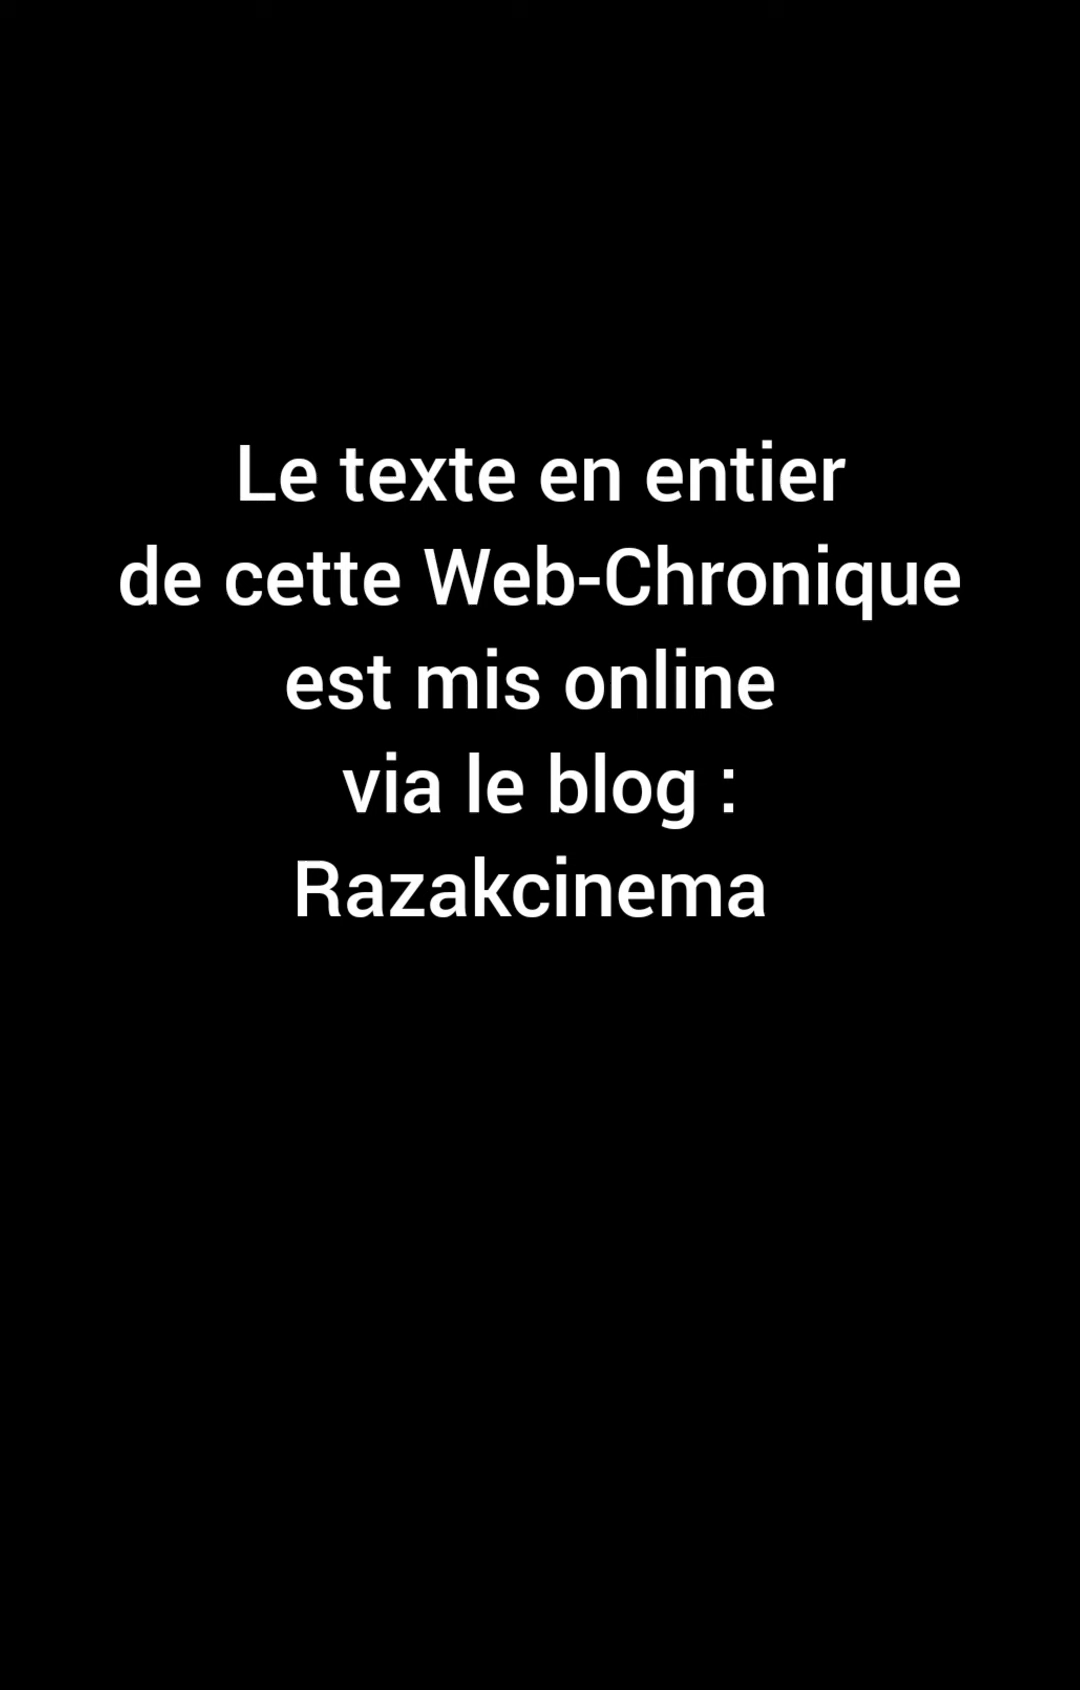 Le texte en entier
de cette Web-Chronique
est mis online
via le blog :
Razakcinema